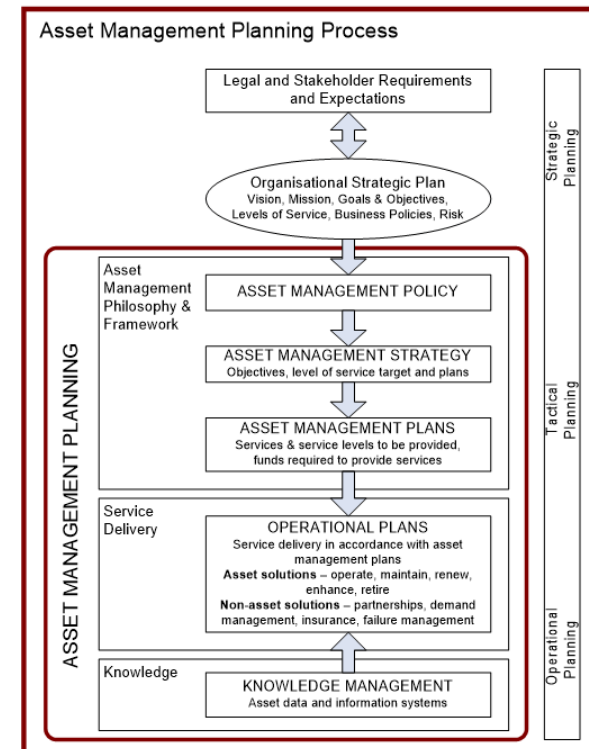 Asset Management Planning Process
Legal and Stakeholder Requirements
and Expectations
Organisational Strategic Plan
Vision, Mission, Goals & Objectives,
Levels of Service, Business Policies, Risk
Strategic
Planning
ASSET MANAGEMENT PLANNING
Asset
Management
Philosophy &
Framework
ASSET MANAGEMENT POLICY
ASSET MANAGEMENT STRATEGY
Objectives, level of service target and plans
ASSET MANAGEMENT PLANS
Services & service levels to be provided,
funds required to provide services
Tactical
Planning
Service
Delivery
OPERATIONAL PLANS
Service delivery in accordance with asset
management plans
Asset solutions – operate, maintain, renew,
enhance, retire
Non-asset solutions – partnerships, demand
management, insurance, failure management
Operational
Planning
Knowledge
KNOWLEDGE MANAGEMENT
Asset data and information systems